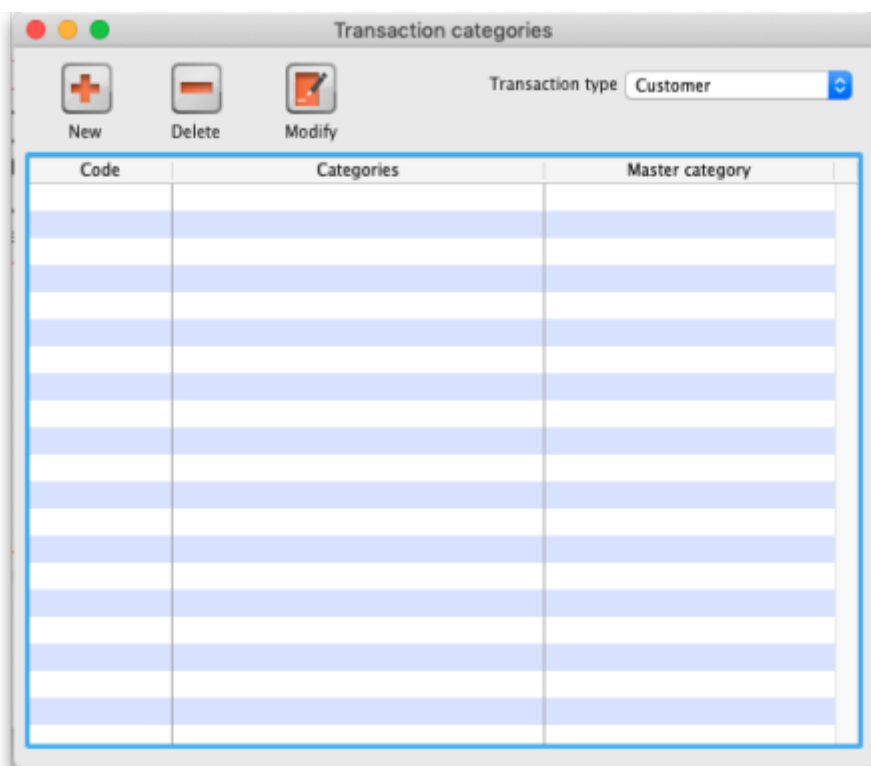 Transaction categories
Transaction type Customer
New Delete Modify
Code Categories Master category